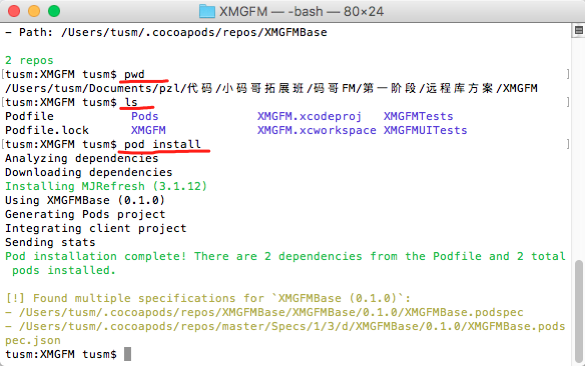 XMGFM — -bash — 80×24
- Path: /Users/tusm/.cocoapods/repos/XMGFMBase
2 repos
tusm:XMGFM tusm$ pwd
/Users/tusm/Documents/pzl/代码/小码哥拓展班/码哥FM/第一阶段/远程库方案/XMGFM
tusm:XMGFM tusm$ ls
Podfile Pods XMGFM.xcodeproj XMGFMTests
Podfile.lock XMGFM XMGFM.xcworkspace XMGFMUITests
tusm:XMGFM tusm$ pod install
Analyzing dependencies
Downloading dependencies
Installing MJRefresh (3.1.12)
Using XMGFMBase (0.1.0)
Generating Pods project
Integrating client project
Sending stats
Pod installation complete! There are 2 dependencies from the Podfile and 2 total
pods installed.
[!] Found multiple specifications for `XMGFMBase (0.1.0)`:
- /Users/tusm/.cocoapods/repos/XMGFMBase/XMGFMBase/0.1.0/XMGFMBase.podspec
- /Users/tusm/.cocoapods/repos/master/Specs/1/3/d/XMGFMBase/0.1.0/XMGFMBase.pods
pec.json
tusm:XMGFM tusm$